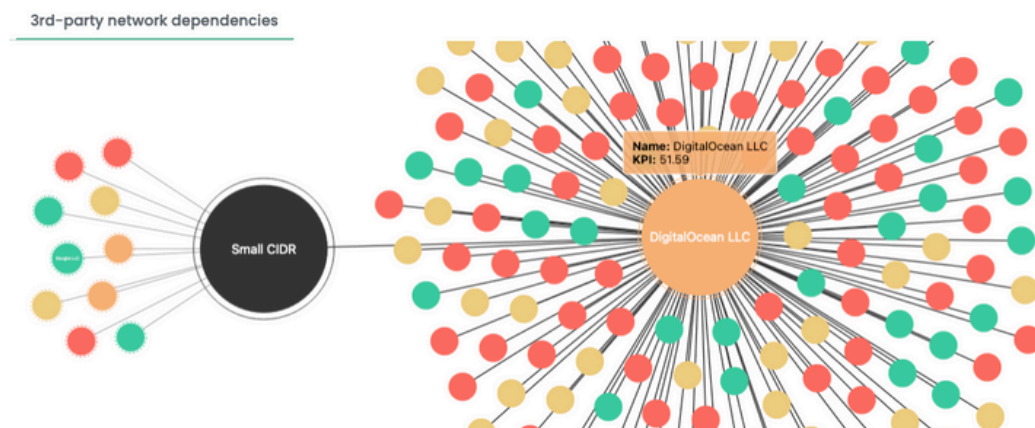 3rd-party network dependencies
Name: DigitalOcean LLC
KPI: 51.59
Small CIDR
DigitalOcean LLC